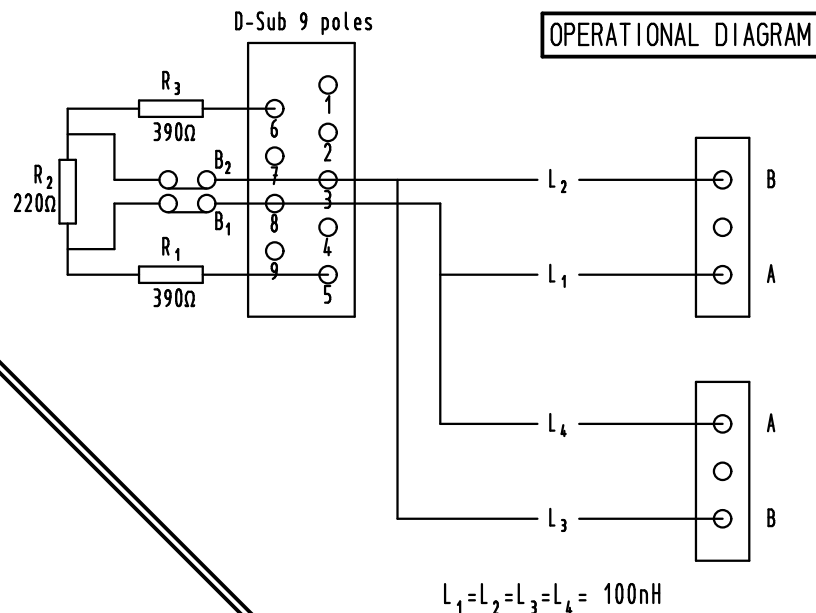 D-Sub 9 poles
OPERATIONAL DIAGRAM
R3
390Ω
1
6
2
B2
7
R2
220Ω
3
L2
B
B1
8
4
R1
9
390Ω
5
L1
A
L4
A
L3
B
L1=L2=L3=L4= 100nH